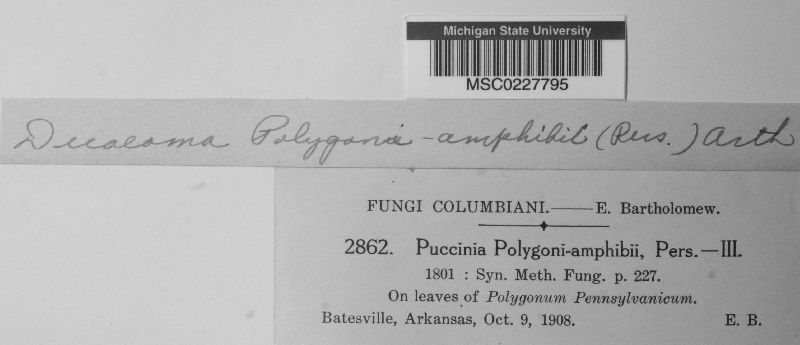 Michigan State University
MSC0227795
Dicaeoma Polygoni-amphibii (Pers.) Arth
FUNGI COLUMBIANI.——E. Bartholomew.
2862. Puccinia Polygoni-amphibii, Pers.—III.
1801 : Syn. Meth. Fung. p. 227.
On leaves of Polygonum Pennsylvanicum.
Batesville, Arkansas, Oct. 9, 1908. E. B.